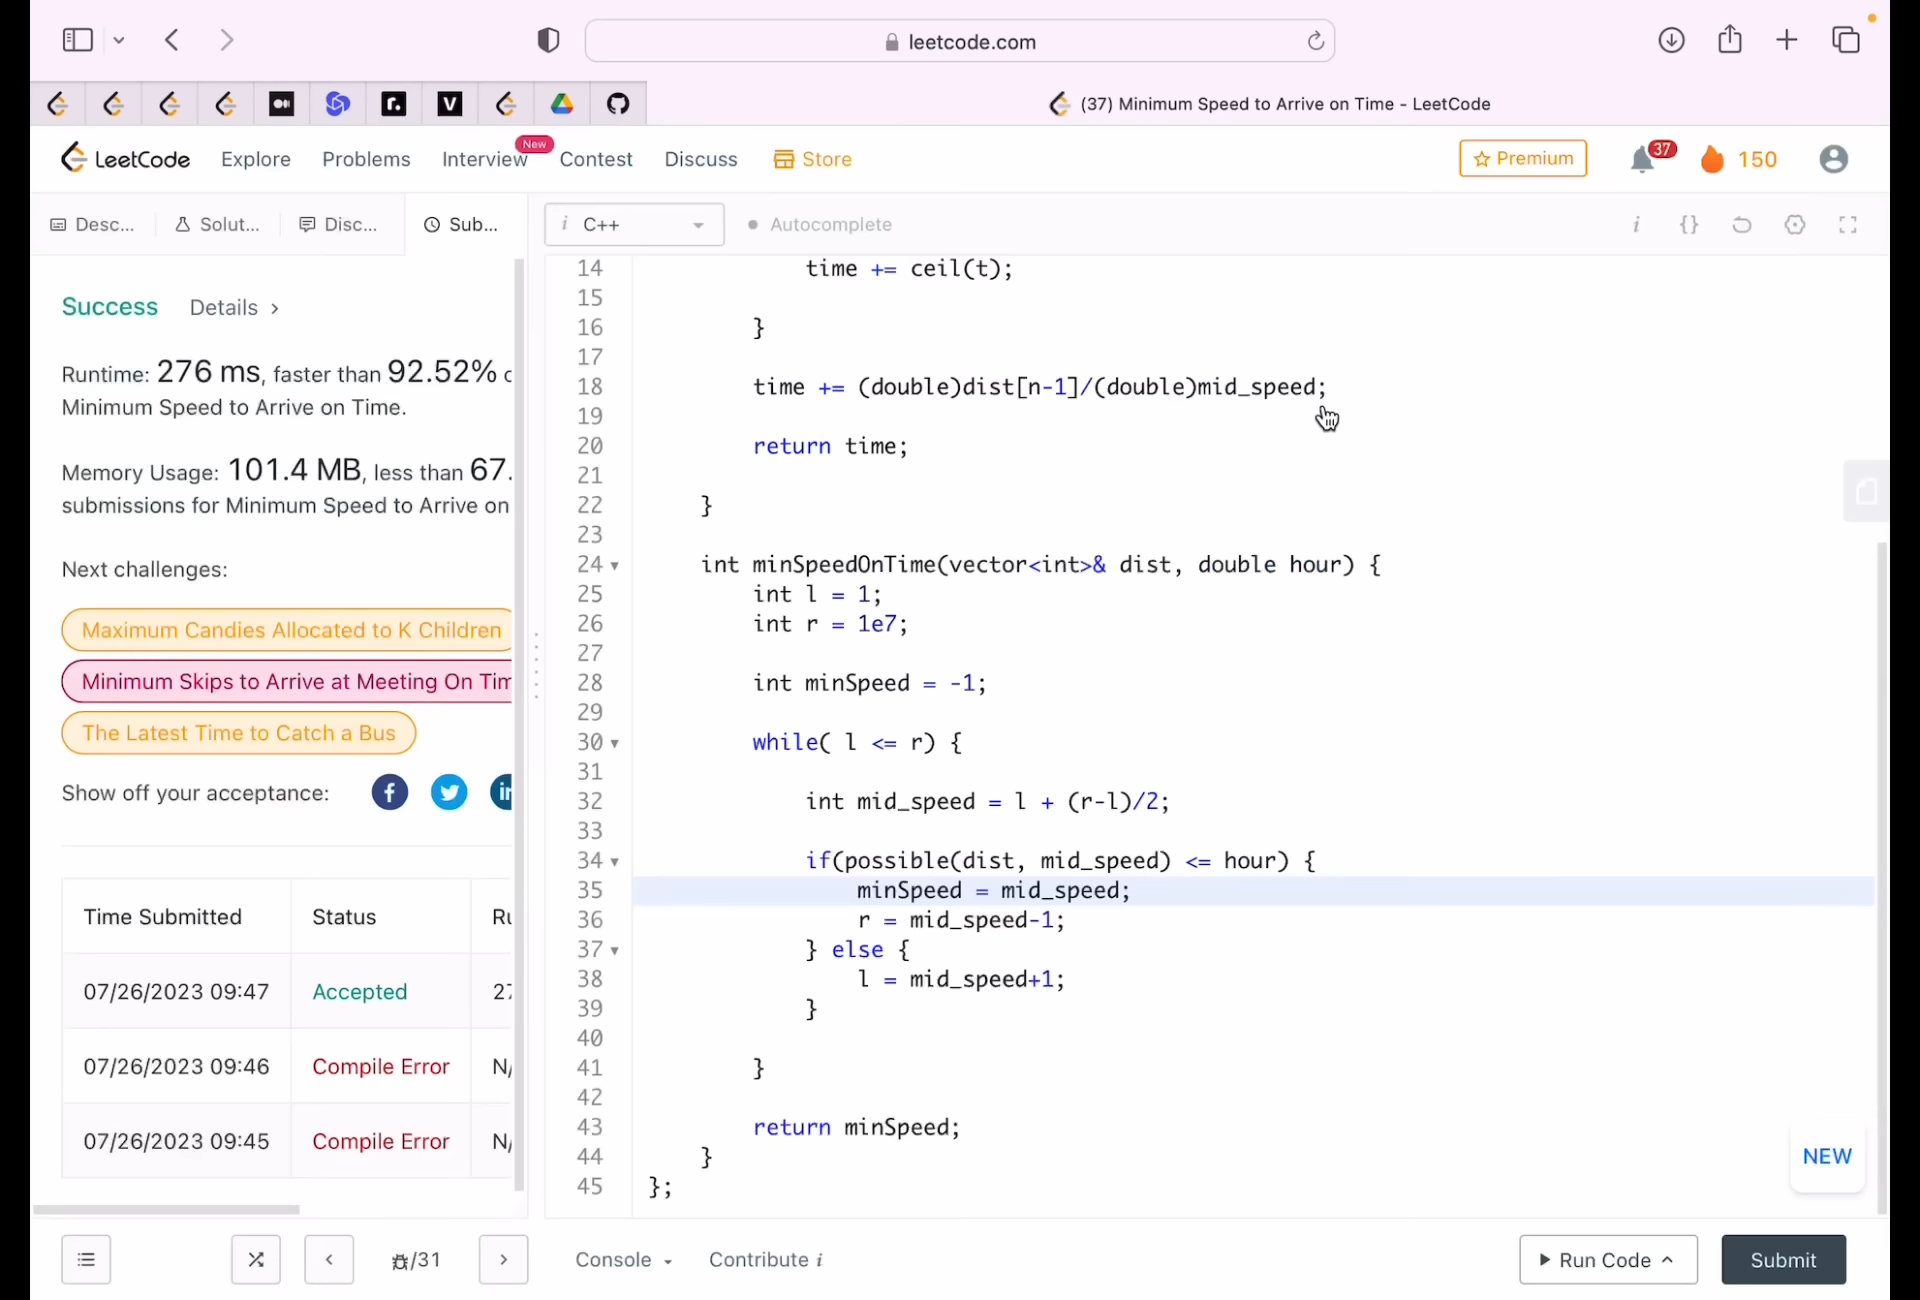 leetcode.com
(37) Minimum Speed to Arrive on Time - LeetCode
LeetCode Explore Problems Interview New Contest Discuss Store Premium 37 150
Desc... Solut... Disc... Sub... i C++ Autocomplete i {}
Success Details >
Runtime: 276 ms, faster than 92.52%
Minimum Speed to Arrive on Time.
Memory Usage: 101.4 MB, less than 67.
submissions for Minimum Speed to Arrive on
Next challenges:
Maximum Candies Allocated to K Children
Minimum Skips to Arrive at Meeting On Tim
The Latest Time to Catch a Bus
Show off your acceptance: f in
Time Submitted Status
07/26/2023 09:47 Accepted
07/26/2023 09:46 Compile Error N/
07/26/2023 09:45 Compile Error N/
14 time += ceil(t);
15
16 }
17
18 time += (double)dist[n-1]/(double)mid_speed;
19
20 return time;
21
22 }
23
24 int minSpeedOnTime(vector<int>& dist, double hour) {
25 int l = 1;
26 int r = 1e7;
27
28 int minSpeed = -1;
29
30 while( l <= r) {
31
32 int mid_speed = l + (r-l)/2;
33
34 if(possible(dist, mid_speed) <= hour) {
35 minSpeed = mid_speed;
36 r = mid_speed-1;
37 } else {
38 l = mid_speed+1;
39 }
40
41 }
42
43 return minSpeed;
44 }
45 };
NEW
/31 Console Contribute i Run Code Submit